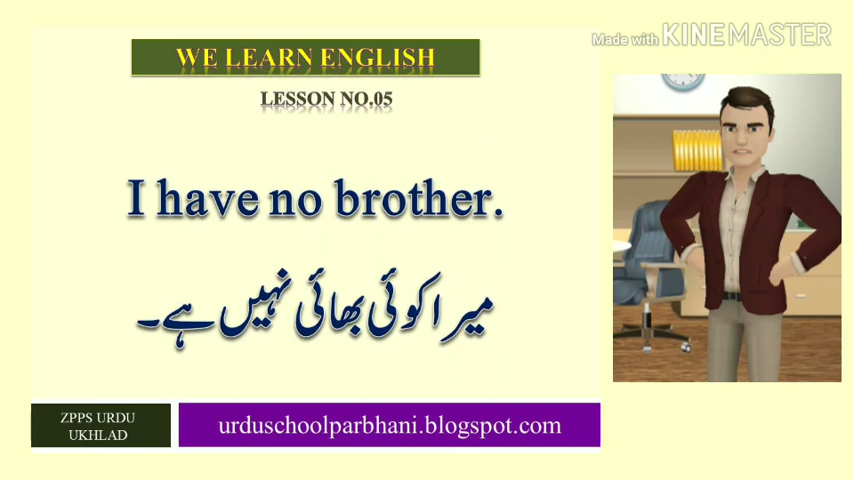 Made with KINEMASTER
WE LEARN ENGLISH
LESSON NO.05
I have no brother.
میرا کوئی بھائی نہیں ہے۔
ZPPS URDU
UKHLAD
urduschoolparbhani.blogspot.com